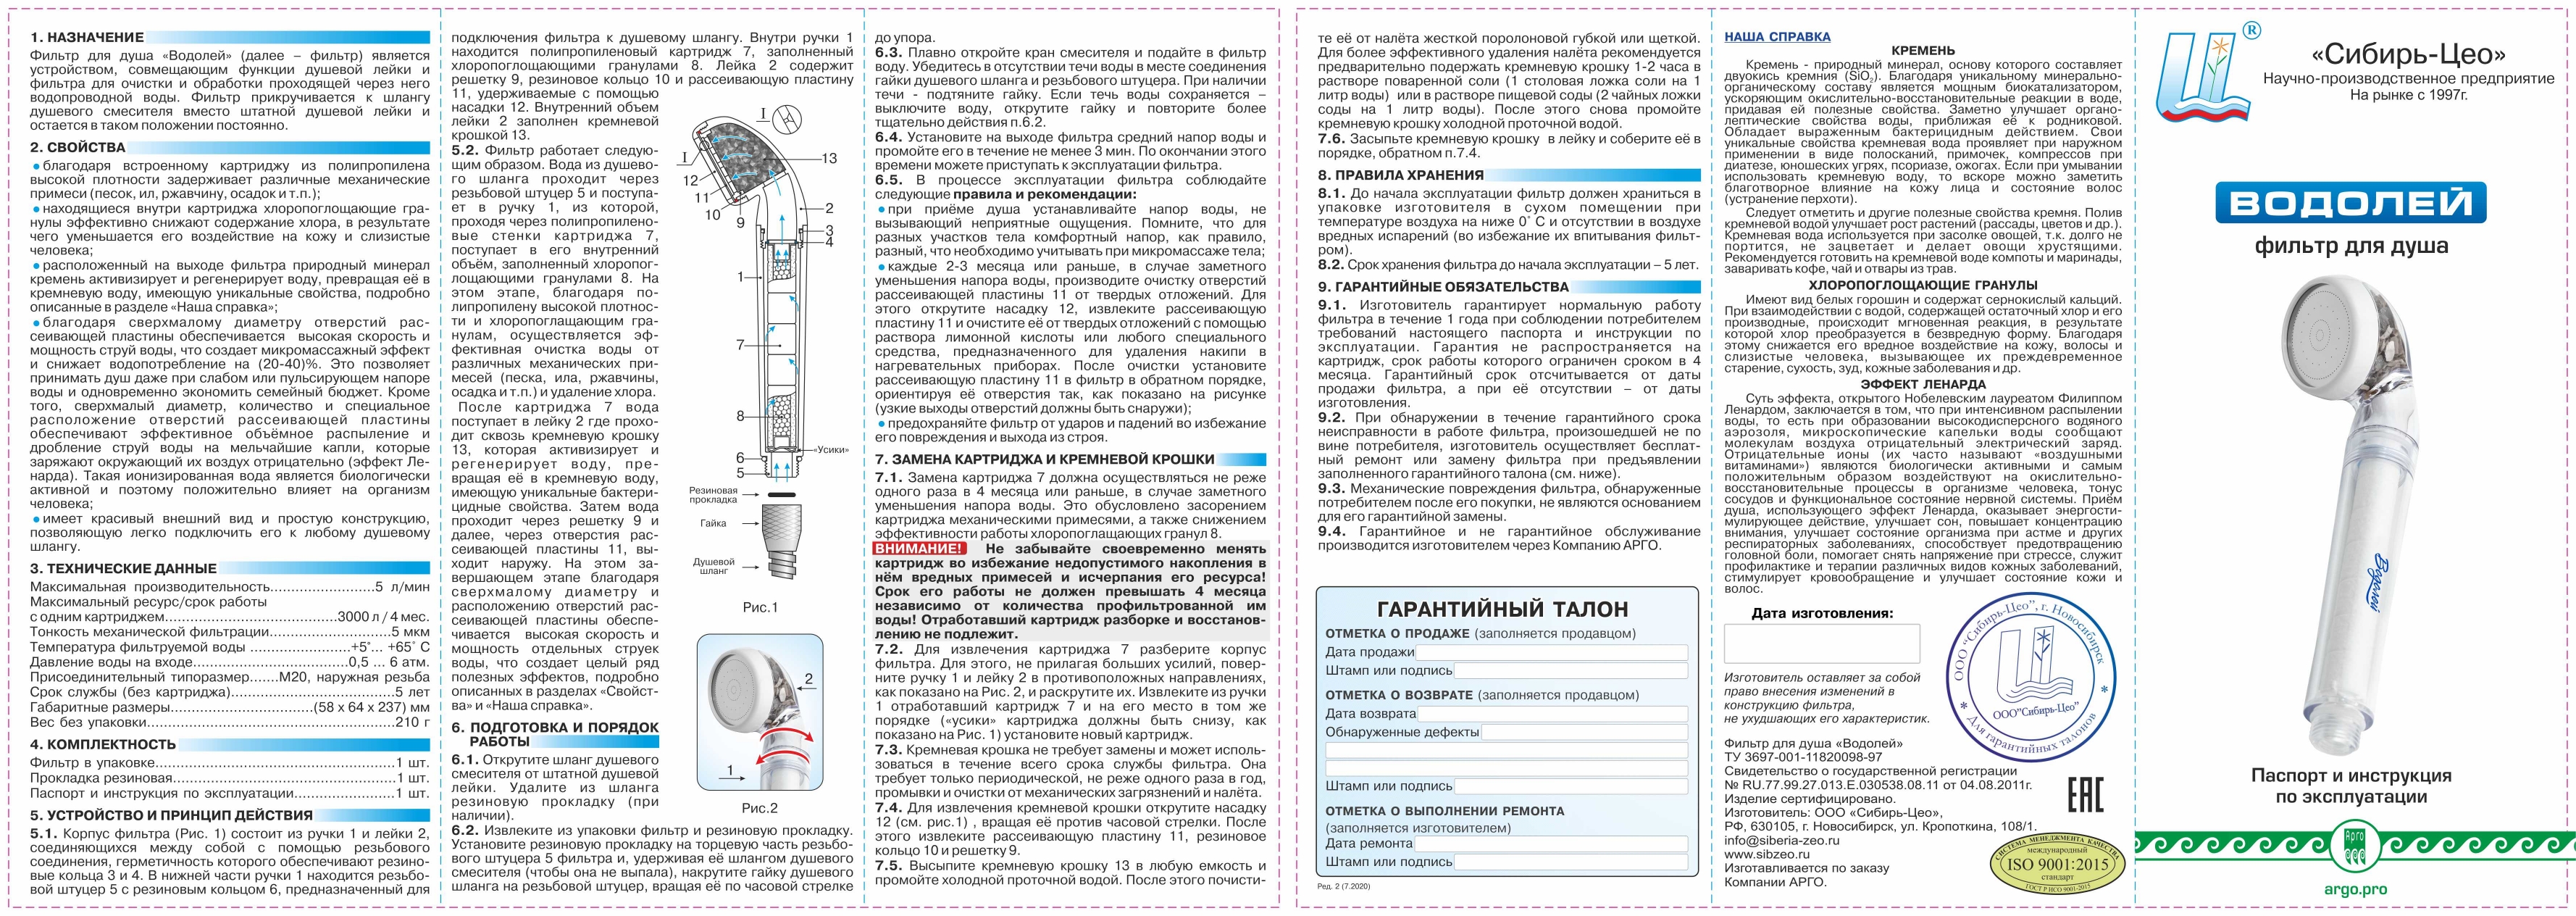 1. НАЗНАЧЕНИЕ
Фильтр для душа «Водолей» (далее – фильтр) является
устройством, совмещающим функции душевой лейки и
фильтра для очистки и обработки проходящей через него
водопроводной воды. Фильтр прикручивается к шлангу
душевого смесителя вместо штатной душевой лейки и
остается в таком положении постоянно.
2. СВОЙСТВА
• благодаря встроенному картриджу из полипропилена
высокой плотности задерживает различные механические
примеси (песок, ил, ржавчину, осадок и т.п.);
• находящиеся внутри картриджа хлоропоглощающие гра-
нулы эффективно снижают содержание хлора, в результате
чего уменьшается его воздействие на кожу и слизистые
человека;
• расположенный на выходе фильтра природный минерал
кремень активизирует и регенерирует воду, превращая её в
кремневую воду, имеющую уникальные свойства, подробно
описанные в разделе «Наша справка»;
• благодаря сверхмалому диаметру отверстий рас-
сеивающей пластины обеспечивается высокая скорость и
мощность струй воды, что создает микромассажный эффект
и снижает водопотребление на (20-40)%. Это позволяет
принимать душ даже при слабом или пульсирующем напоре
воды и одновременно экономить семейный бюджет. Кроме
того, сверхмалый диаметр, количество и специальное
расположение отверстий рассеивающей пластины
обеспечивают эффективное объёмное распыление и
дробление струй воды на мельчайшие капли, которые
заряжают окружающий их воздух отрицательно (эффект Ле-
нарда). Такая ионизированная вода является биологически
активной и поэтому положительно влияет на организм
человека;
• имеет красивый внешний вид и простую конструкцию,
позволяющую легко подключить его к любому душевому
шлангу.
3. ТЕХНИЧЕСКИЕ ДАННЫЕ
Максимальная производительность........................5 л/мин
Максимальный ресурс/срок работы
с одним картриджем.......................................3000 л / 4 мес.
Тонкость механической фильтрации............................5 мкм
Температура фильтруемой воды .......................+5°... +65° С
Давление воды на входе...................................0,5 ... 6 атм.
Присоединительный типоразмер.......М20, наружная резьба
Срок службы (без картриджа)......................................5 лет
Габаритные размеры.................................(58 х 64 х 237) мм
Вес без упаковки.........................................................210 г
4. КОМПЛЕКТНОСТЬ
Фильтр в упаковке.......................................................1 шт.
Прокладка резиновая...................................................1 шт.
Паспорт и инструкция по эксплуатации.......................1 шт.
5. УСТРОЙСТВО И ПРИНЦИП ДЕЙСТВИЯ
5.1. Корпус фильтра (Рис. 1) состоит из ручки 1 и лейки 2,
соединяющихся между собой с помощью резьбового
соединения, герметичность которого обеспечивают резино-
вые кольца 3 и 4. В нижней части ручки 1 находится резьбо-
вой штуцер 5 с резиновым кольцом 6, предназначенный для
подключения фильтра к душевому шлангу. Внутри ручки 1
находится полипропиленовый картридж 7, заполненный
хлоропоглощающими гранулами 8. Лейка 2 содержит
решетку 9, резиновое кольцо 10 и рассеивающую пластину
11, удерживаемые с помощью
насадки 12. Внутренний объем
лейки 2 заполнен кремневой
крошкой 13.
5.2. Фильтр работает следую-
щим образом. Вода из душево-
го шланга проходит через
резьбовой штуцер 5 и поступа-
ет в ручку 1, из которой,
проходя через полипропилено-
вые стенки картриджа 7,
поступает в его внутренний
объём, заполненный хлоропог-
лощающими гранулами 8. На
этом этапе, благодаря по-
липропилену высокой плотнос-
ти и хлоропоглощающим гра-
нулам, осуществляется эф-
фективная очистка воды от
различных механических при-
месей (песка, ила, ржавчины,
осадка и т.п.) и удаление хлора.
После картриджа 7 вода
поступает в лейку 2 где прохо-
дит сквозь кремневую крошку
13, которая активизирует и
регенерирует воду, пре-
вращая её в кремневую воду,
имеющую уникальные бактери-
цидные свойства. Затем вода
проходит через решетку 9 и
далее, через отверстия рас-
сеивающей пластины 11, вы-
ходит наружу. На этом за-
вершающем этапе благодаря
сверхмалому диаметру и
расположению отверстий рас-
сеивающей пластины обеспе-
чивается высокая скорость и
мощность отдельных струек
воды, что создает целый ряд
полезных эффектов, подробно
описанных в разделах «Свойст-
ва» и «Наша справка».
6. ПОДГОТОВКА И ПОРЯДОК
РАБОТЫ
6.1. Открутите шланг душевого
смесителя от штатной душевой
лейки. Удалите из шланга
резиновую прокладку (при
наличии).
6.2. Извлеките из упаковки фильтр и резиновую прокладку.
Установите резиновую прокладку на торцевую часть резьбо-
вого штуцера 5 фильтра и, удерживая её шлангом душевого
смесителя (чтобы она не выпала), накрутите гайку душевого
шланга на резьбовой штуцер, вращая её по часовой стрелке
I
I
13
12
11
10
9
2
3
4
1
7
8
«Усики»
6
5
Резиновая
прокладка
Гайка
Душевой
шланг
Рис.1
2
1
Рис.2
до упора.
6.3. Плавно откройте кран смесителя и подайте в фильтр
воду. Убедитесь в отсутствии течи воды в месте соединения
гайки душевого шланга и резьбового штуцера. При наличии
течи - подтяните гайку. Если течь воды сохраняется –
выключите воду, открутите гайку и повторите более
тщательно действия п.6.2.
6.4. Установите на выходе фильтра средний напор воды и
промойте его в течение не менее 3 мин. По окончании этого
времени можете приступать к эксплуатации фильтра.
6.5. В процессе эксплуатации фильтра соблюдайте
следующие правила и рекомендации:
• при приёме душа устанавливайте напор воды, не
вызывающий неприятные ощущения. Помните, что для
разных участков тела комфортный напор, как правило,
разный, что необходимо учитывать при микромассаже тела;
• каждые 2-3 месяца или раньше, в случае заметного
уменьшения напора воды, производите очистку отверстий
рассеивающей пластины 11 от твердых отложений. Для
этого открутите насадку 12, извлеките рассеивающую
пластину 11 и очистите её от твердых отложений с помощью
раствора лимонной кислоты или любого специального
средства, предназначенного для удаления накипи в
нагревательных приборах. После очистки установите
рассеивающую пластину 11 в фильтр в обратном порядке,
ориентируя её отверстия так, как показано на рисунке
(узкие выходы отверстий должны быть снаружи);
• предохраняйте фильтр от ударов и падений во избежание
его повреждения и выхода из строя.
7. ЗАМЕНА КАРТРИДЖА И КРЕМНЕВОЙ КРОШКИ
7.1. Замена картриджа 7 должна осуществляться не реже
одного раза в 4 месяца или раньше, в случае заметного
уменьшения напора воды. Это обусловлено засорением
картриджа механическими примесями, а также снижением
эффективности работы хлоропоглощающих гранул 8.
ВНИМАНИЕ! Не забывайте своевременно менять
картридж во избежание недопустимого накопления в
нём вредных примесей и исчерпания его ресурса!
Срок его работы не должен превышать 4 месяца
независимо от количества профильтрованной им
воды! Отработавший картридж разборке и восстанов-
лению не подлежит.
7.2. Для извлечения картриджа 7 разберите корпус
фильтра. Для этого, не прилагая больших усилий, повер-
ните ручку 1 и лейку 2 в противоположных направлениях,
как показано на Рис. 2, и раскрутите их. Извлеките из ручки
1 отработавший картридж 7 и на его место в том же
порядке («усики» картриджа должны быть снизу, как
показано на Рис. 1) установите новый картридж.
7.3. Кремневая крошка не требует замены и может исполь-
зоваться в течение всего срока службы фильтра. Она
требует только периодической, не реже одного раза в год,
промывки и очистки от механических загрязнений и налёта.
7.4. Для извлечения кремневой крошки открутите насадку
12 (см. рис.1) , вращая её против часовой стрелки. После
этого извлеките рассеивающую пластину 11, резиновое
кольцо 10 и решетку 9.
7.5. Высыпите кремневую крошку 13 в любую емкость и
промойте холодной проточной водой. После этого почисти-
те её от налёта жесткой поролоновой губкой или щеткой.
Для более эффективного удаления налёта рекомендуется
предварительно подержать кремневую крошку 1-2 часа в
растворе поваренной соли (1 столовая ложка соли на 1
литр воды) или в растворе пищевой соды (2 чайных ложки
соды на 1 литр воды). После этого снова промойте
кремневую крошку холодной проточной водой.
7.6. Засыпьте кремневую крошку в лейку и соберите её в
порядке, обратном п.7.4.
8. ПРАВИЛА ХРАНЕНИЯ
8.1. До начала эксплуатации фильтр должен храниться в
упаковке изготовителя в сухом помещении при
температуре воздуха на ниже 0° С и отсутствии в воздухе
вредных испарений (во избежание их впитывания фильт-
ром).
8.2. Срок хранения фильтра до начала эксплуатации – 5 лет.
9. ГАРАНТИЙНЫЕ ОБЯЗАТЕЛЬСТВА
9.1. Изготовитель гарантирует нормальную работу
фильтра в течение 1 года при соблюдении потребителем
требований настоящего паспорта и инструкции по
эксплуатации. Гарантия не распространяется на
картридж, срок работы которого ограничен сроком в 4
месяца. Гарантийный срок отсчитывается от даты
продажи фильтра, а при её отсутствии – от даты
изготовления.
9.2. При обнаружении в течение гарантийного срока
неисправности в работе фильтра, произошедшей не по
вине потребителя, изготовитель осуществляет бесплат-
ный ремонт или замену фильтра при предъявлении
заполненного гарантийного талона (см. ниже).
9.3. Механические повреждения фильтра, обнаруженные
потребителем после его покупки, не являются основанием
для его гарантийной замены.
9.4. Гарантийное и не гарантийное обслуживание
производится изготовителем через Компанию АРГО.
ГАРАНТИЙНЫЙ ТАЛОН
ОТМЕТКА О ПРОДАЖЕ (заполняется продавцом)
Дата продажи
Штамп или подпись
ОТМЕТКА О ВОЗВРАТЕ (заполняется продавцом)
Дата возврата
Обнаруженные дефекты
Штамп или подпись
ОТМЕТКА О ВЫПОЛНЕНИИ РЕМОНТА
(заполняется изготовителем)
Дата ремонта
Штамп или подпись
Ред. 2 (7.2020)
НАША СПРАВКА
КРЕМЕНЬ
Кремень - природный минерал, основу которого составляет
двуокись кремния (SiO₂). Благодаря уникальному минерально-
органическому составу является мощным биокатализатором,
ускоряющим окислительно-восстановительные реакции в воде,
придавая ей полезные свойства. Заметно улучшает органо-
лептические свойства воды, приближая её к родниковой.
Обладает выраженным бактерицидным действием. Свои
уникальные свойства кремневая вода проявляет при наружном
применении в виде полосканий, примочек, компрессов при
диатезе, юношеских угрях, псориазе, ожогах. Если при умывании
использовать кремневую воду, то вскоре можно заметить
благотворное влияние на кожу лица и состояние волос
(устранение перхоти).
Следует отметить и другие полезные свойства кремня. Полив
кремневой водой улучшает рост растений (рассады, цветов и др.).
Кремневая вода используется при засолке овощей, т.к. долго не
портится, не зацветает и делает овощи хрустящими.
Рекомендуется готовить на кремневой воде компоты и маринады,
заваривать кофе, чай и отвары из трав.
ХЛОРОПОГЛОЩАЮЩИЕ ГРАНУЛЫ
Имеют вид белых горошин и содержат сернокислый кальций.
При взаимодействии с водой, содержащей остаточный хлор и его
производные, происходит мгновенная реакция, в результате
которой хлор преобразуется в безвредную форму. Благодаря
этому снижается его вредное воздействие на кожу, волосы и
слизистые человека, вызывающее их преждевременное
старение, сухость, зуд, кожные заболевания и др.
ЭФФЕКТ ЛЕНАРДА
Суть эффекта, открытого Нобелевским лауреатом Филиппом
Ленардом, заключается в том, что при интенсивном распылении
воды, то есть при образовании высокодисперсного водяного
аэрозоля, микроскопические капельки воды сообщают
молекулам воздуха отрицательный электрический заряд.
Отрицательные ионы (их часто называют «воздушными
витаминами») являются биологически активными и самым
положительным образом воздействуют на окислительно-
восстановительные процессы в организме человека, тонус
сосудов и функциональное состояние нервной системы. Приём
душа, использующего эффект Ленарда, оказывает энергости-
мулирующее действие, улучшает сон, повышает концентрацию
внимания, улучшает состояние организма при астме и других
респираторных заболеваниях, способствует предотвращению
головной боли, помогает снять напряжение при стрессе, служит
профилактике и терапии различных видов кожных заболеваний,
стимулирует кровообращение и улучшает состояние кожи и
волос.
Дата изготовления:
Изготовитель оставляет за собой
право внесения изменений в
конструкцию фильтра,
не ухудшающих его характеристик.
ООО "Сибирь-Цео", г. Новосибирск
ООО"Сибирь-Цео"
* Для гарантийных талонов *
Фильтр для душа «Водолей»
ТУ 3697-001-11820098-97
Свидетельство о государственной регистрации
№ RU.77.99.27.013.Е.030538.08.11 от 04.08.2011г.
Изделие сертифицировано.
Изготовитель: ООО «Сибирь-Цео»,
РФ, 630105, г. Новосибирск, ул. Кропоткина, 108/1.
info@siberia-zeo.ru
www.sibzeo.ru
Изготавливается по заказу
Компании АРГО.
ЕАС
СИСТЕМА МЕНЕДЖМЕНТА КАЧЕСТВА
международный
ISO 9001:2015
стандарт
ГОСТ Р ИСО 9001-2015
®
«Сибирь-Цео»
Научно-производственное предприятие
На рынке с 1997г.
ВОДОЛЕЙ
фильтр для душа
Водолей
Паспорт и инструкция
по эксплуатации
Арго
argo.pro